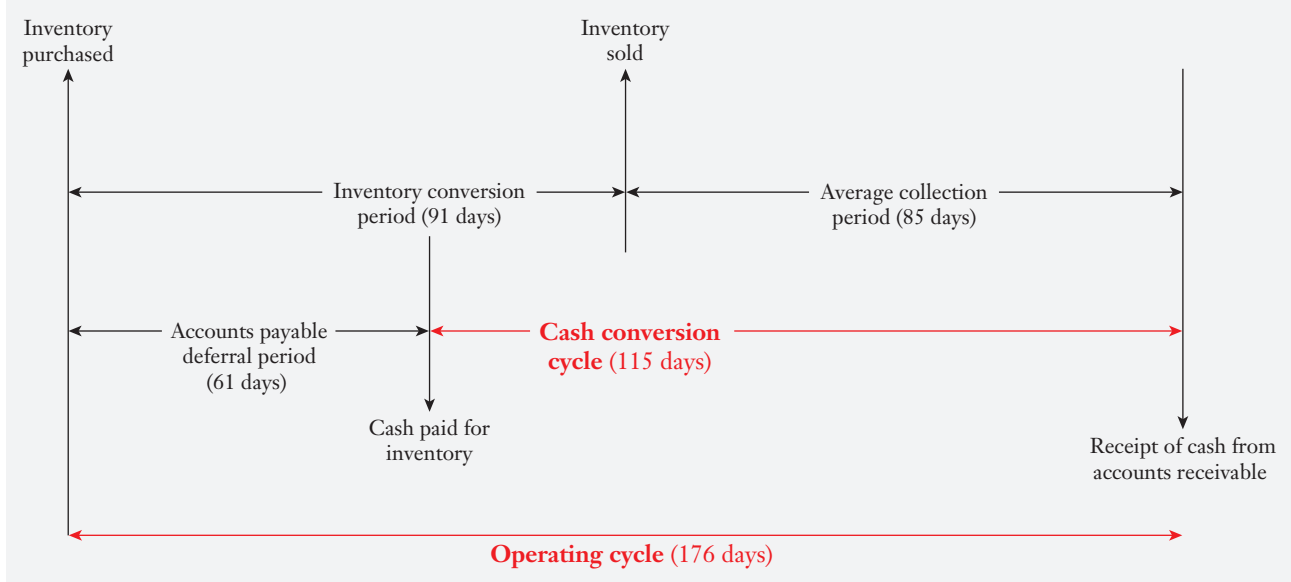 Inventory
purchased
Inventory
sold
Inventory conversion
period (91 days)
Average collection
period (85 days)
Accounts payable
deferral period
(61 days)
Cash conversion
cycle (115 days)
Cash paid for
inventory
Receipt of cash from
accounts receivable
Operating cycle (176 days)